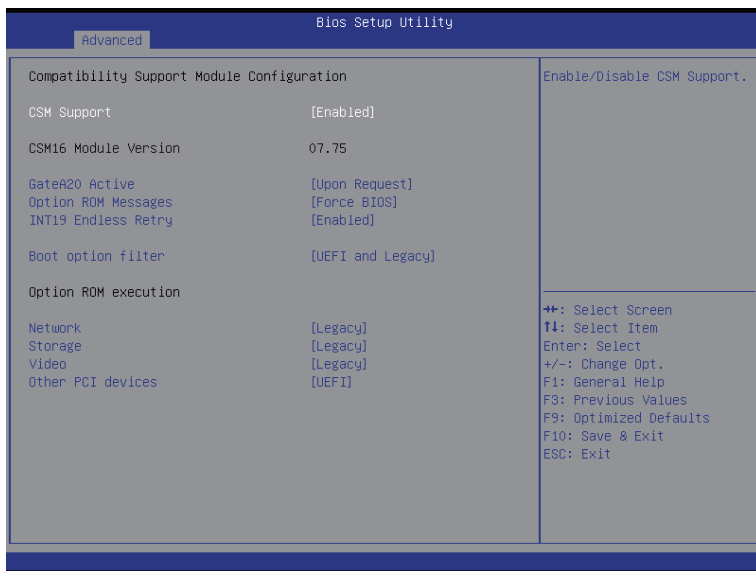 Bios Setup Utility
Advanced
Compatibility Support Module Configuration
CSM Support [Enabled]
CSM16 Module Version 07.75
GateA20 Active [Upon Request]
Option ROM Messages [Force BIOS]
INT19 Endless Retry [Enabled]
Boot option filter [UEFI and Legacy]
Option ROM execution
Network [Legacy]
Storage [Legacy]
Video [Legacy]
Other PCI devices [UEFI]
Enable/Disable CSM Support.
→←: Select Screen
↑↓: Select Item
Enter: Select
+/-: Change Opt.
F1: General Help
F3: Previous Values
F9: Optimized Defaults
F10: Save & Exit
ESC: Exit